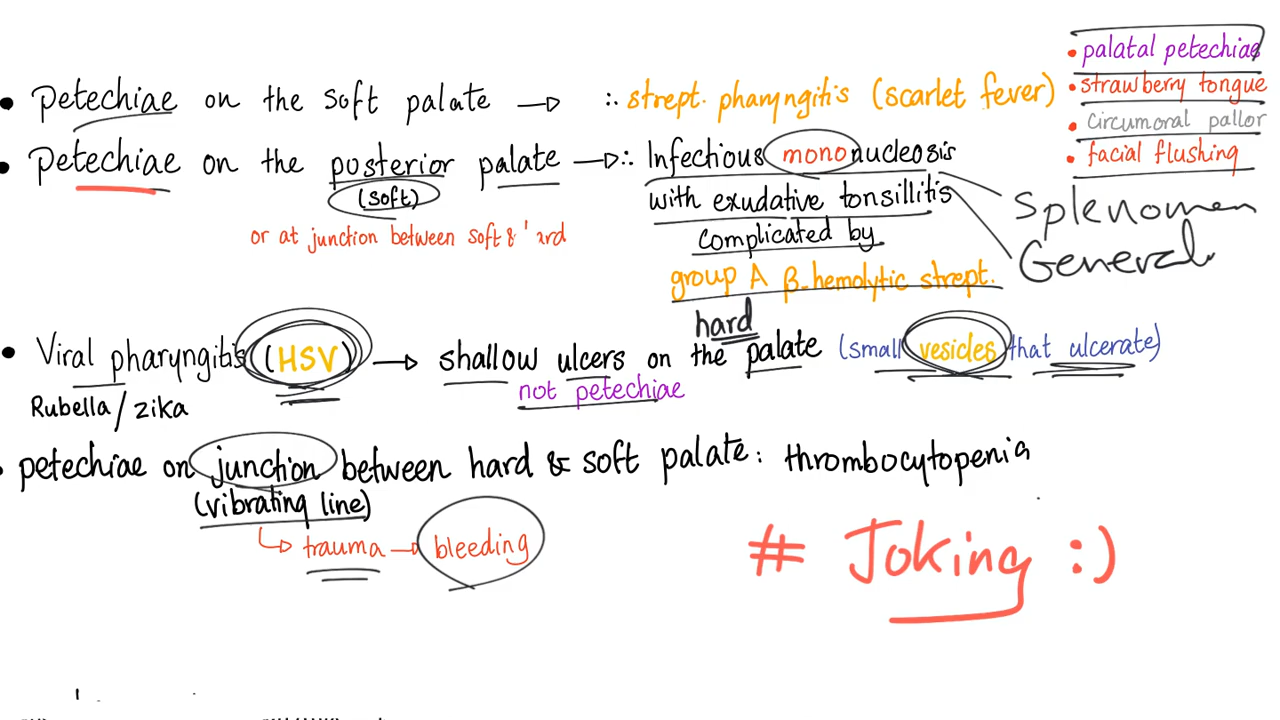 • petechiae on the soft palate → ∴ strept. pharyngitis (scarlet fever)
• palatal petechiae
• strawberry tongue
• circumoral pallor
• facial flushing
• Petechiae on the posterior palate → ∴ Infectious mononucleosis
(soft)
with exudative tonsillitis
or at junction between soft &
complicated by
group A β-hemolytic strept.
Splenomen
General
hard
• Viral pharyngitis (HSV) → shallow ulcers on the palate (small vesicles that ulcerate)
not petechiae
Rubella / zika
• petechiae on junction between hard & soft palate: thrombocytopenia
(vibrating line)
↳ trauma → bleeding
# Joking :)